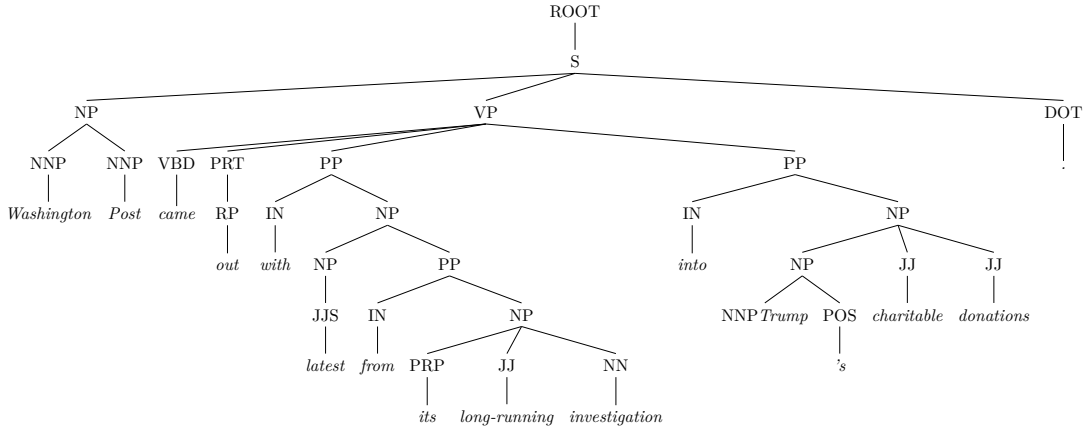 ROOT
S
NP VP DOT
NNP NNP VBD PRT PP PP .
Washington Post came RP IN NP IN NP
out with NP PP into NP JJ JJ
JJS IN NP NNP Trump POS charitable donations
latest from PRP JJ NN 's
its long-running investigation